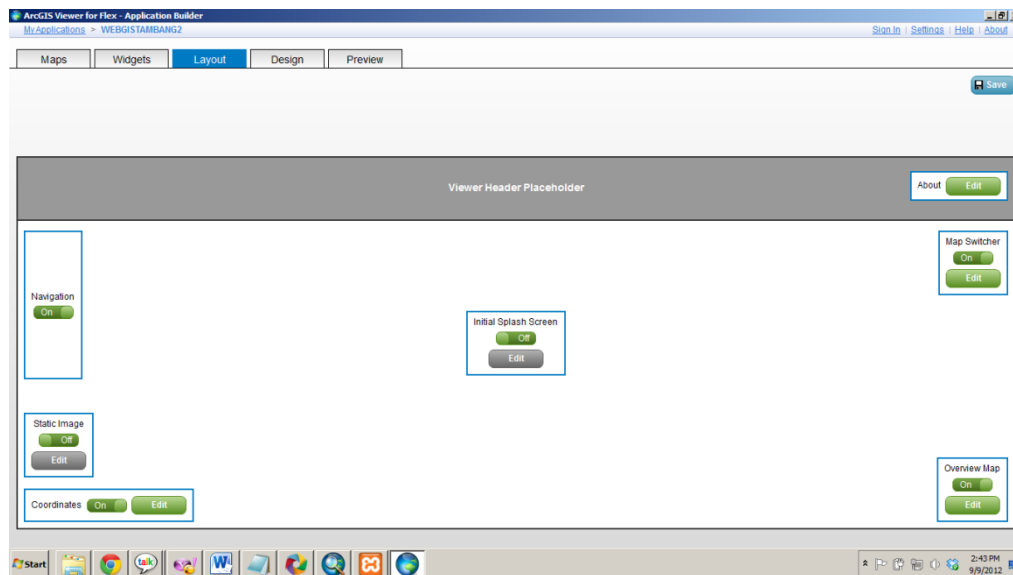 ArcGIS Viewer for Flex - Application Builder
My Applications > WEBGISTAMBANG2
Sign In | Settings | Help | About
Maps Widgets Layout Design Preview
Save
Viewer Header Placeholder
About Edit
Map Switcher
On
Edit
Navigation
On
Initial Splash Screen
Off
Edit
Static Image
Off
Edit
Overview Map
On
Edit
Coordinates On Edit
Start
talk
W
2:43 PM
9/9/2012